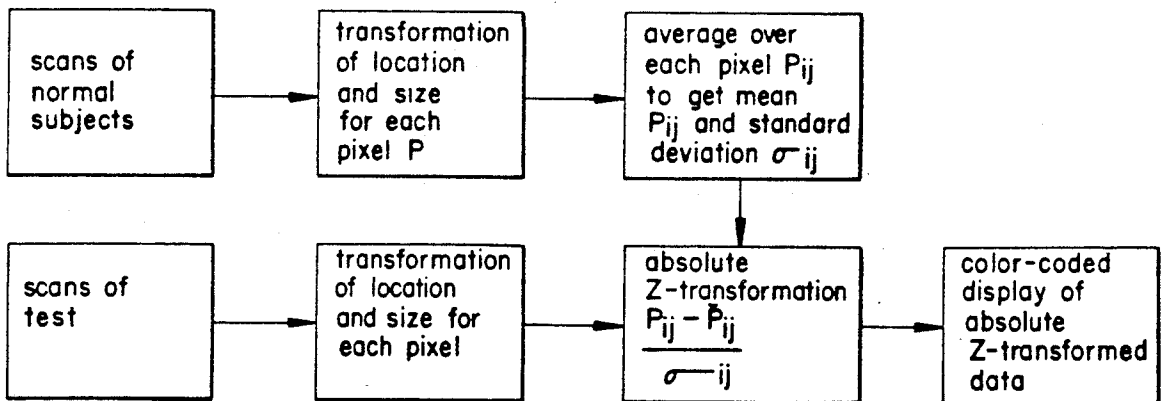 scans of
normal
subjects
transformation
of location
and size
for each
pixel P
average over
each pixel Pij
to get mean
Pij and standard
deviation σij
scans of
test
transformation
of location
and size for
each pixel
absolute
Z-transformation
Pij - P̄ij
σij
color-coded
display of
absolute
Z-transformed
data